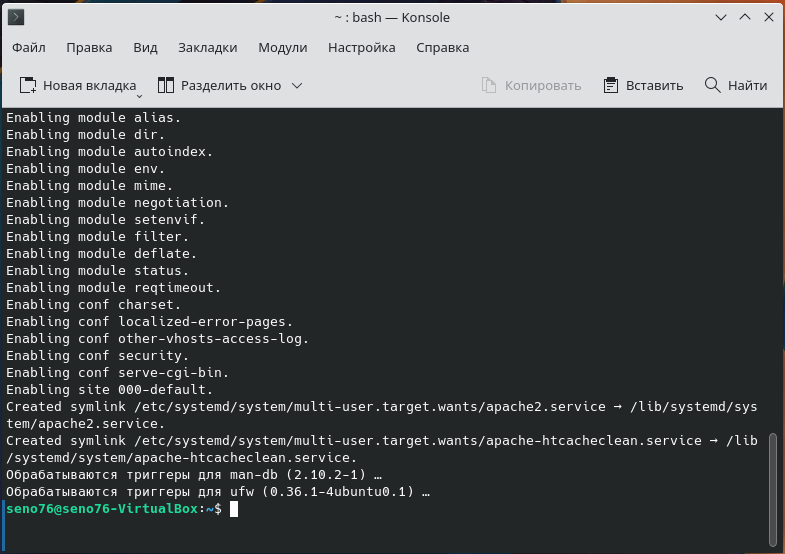 ~ : bash — Konsole
Файл Правка Вид Закладки Модули Настройка Справка
Новая вкладка Разделить окно Копировать Вставить Найти
Enabling module alias.
Enabling module dir.
Enabling module autoindex.
Enabling module env.
Enabling module mime.
Enabling module negotiation.
Enabling module setenvif.
Enabling module filter.
Enabling module deflate.
Enabling module status.
Enabling module reqtimeout.
Enabling conf charset.
Enabling conf localized-error-pages.
Enabling conf other-vhosts-access-log.
Enabling conf security.
Enabling conf serve-cgi-bin.
Enabling site 000-default.
Created symlink /etc/systemd/system/multi-user.target.wants/apache2.service → /lib/systemd/sys
tem/apache2.service.
Created symlink /etc/systemd/system/multi-user.target.wants/apache-htcacheclean.service → /lib
/systemd/system/apache-htcacheclean.service.
Обрабатываются триггеры для man-db (2.10.2-1) …
Обрабатываются триггеры для ufw (0.36.1-4ubuntu0.1) …
seno76@seno76-VirtualBox:~$